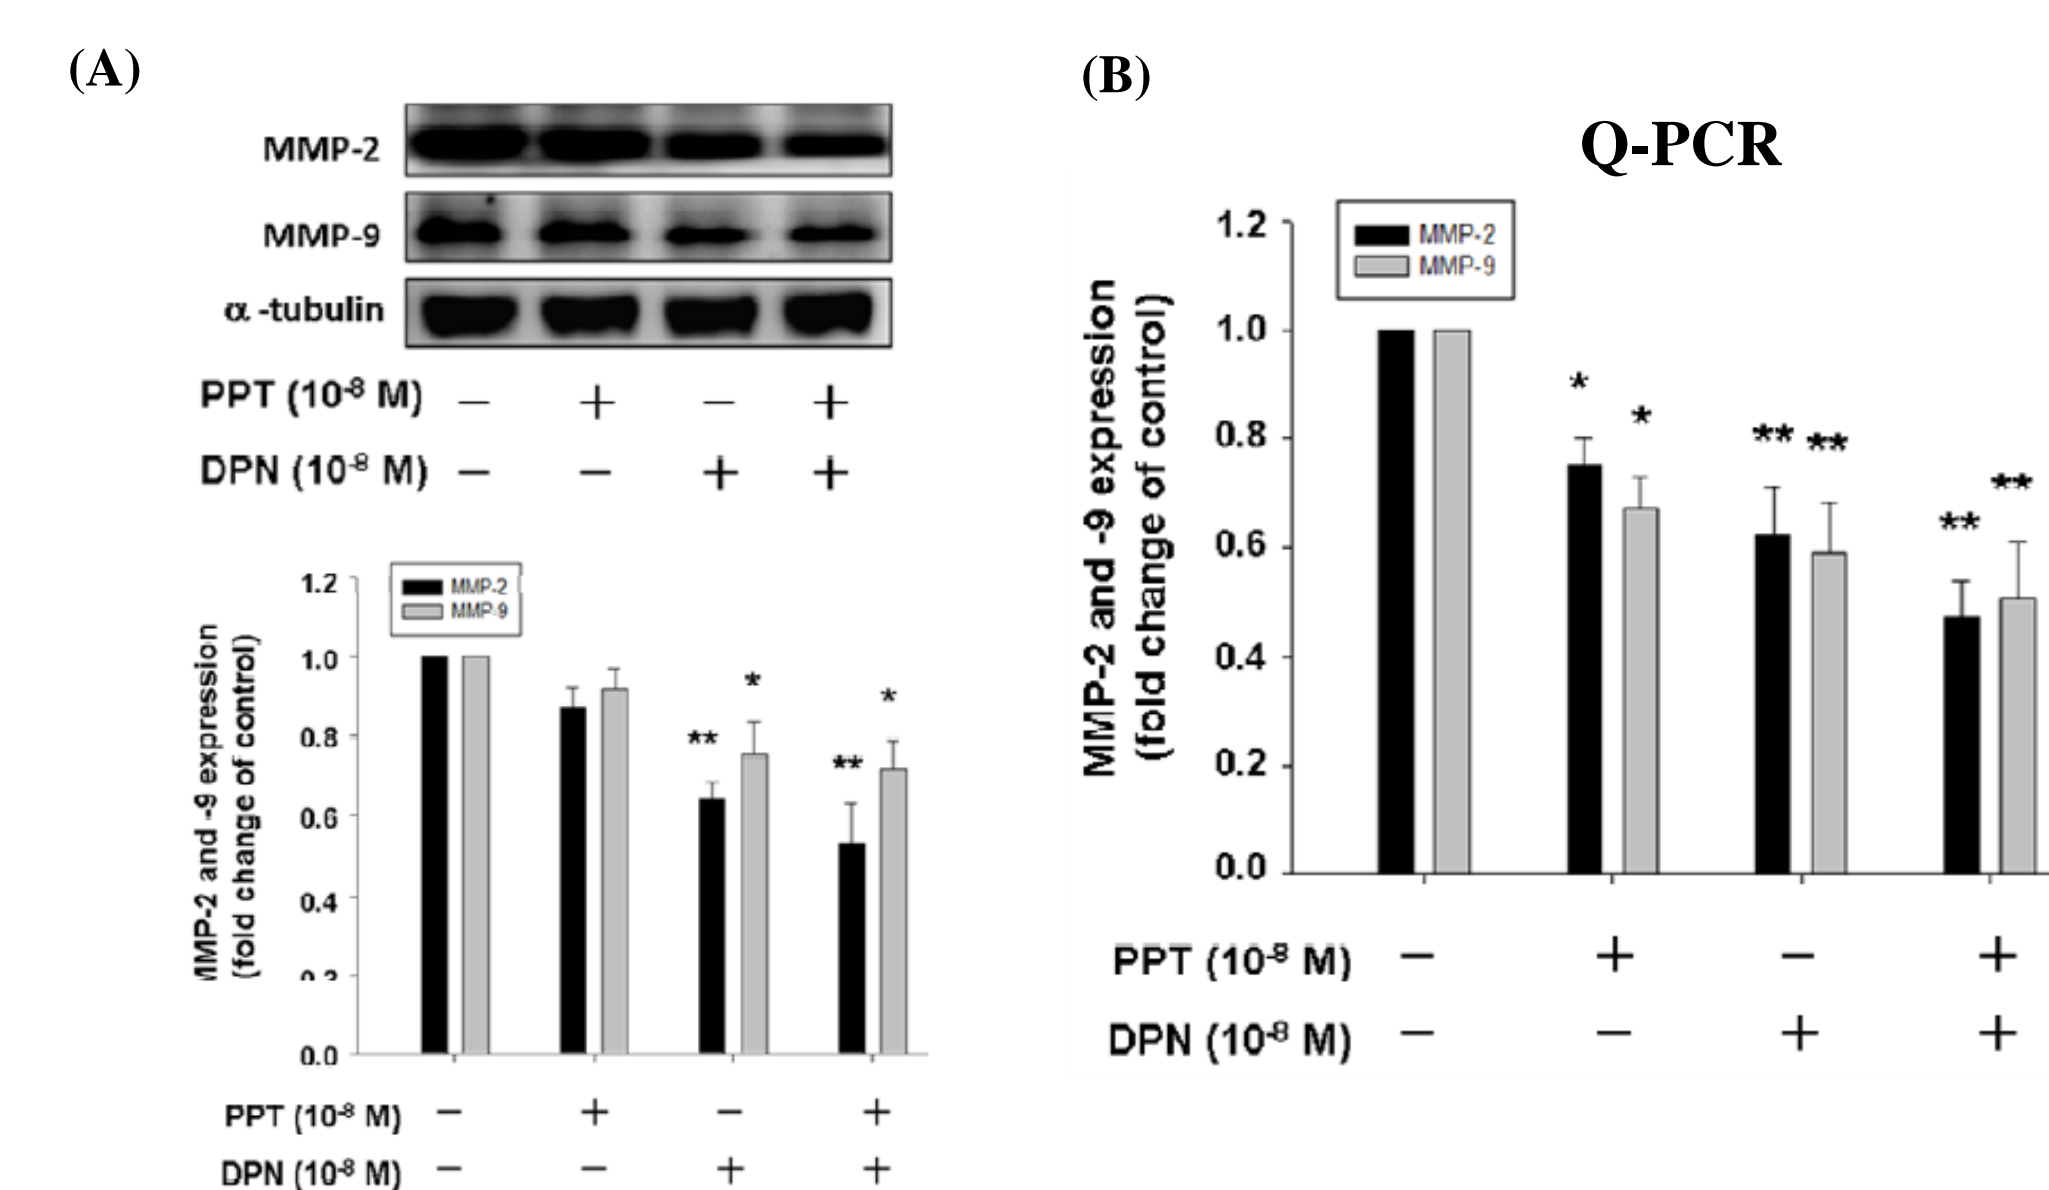 (A)
MMP-2
MMP-9
α -tubulin
PPT (10-8 M) − + − +
DPN (10-8 M) − − + +
MMP-2 and -9 expression
(fold change of control)
1.2
1.0
0.8
0.6
0.4
0.2
0.0
MMP-2
MMP-9
** * ** *
PPT (10-8 M) − + − +
DPN (10-8 M) − − + +
(B)
Q-PCR
MMP-2 and -9 expression
(fold change of control)
1.2
1.0
0.8
0.6
0.4
0.2
0.0
MMP-2
MMP-9
* * ** ** ** **
PPT (10-8 M) − + − +
DPN (10-8 M) − − + +